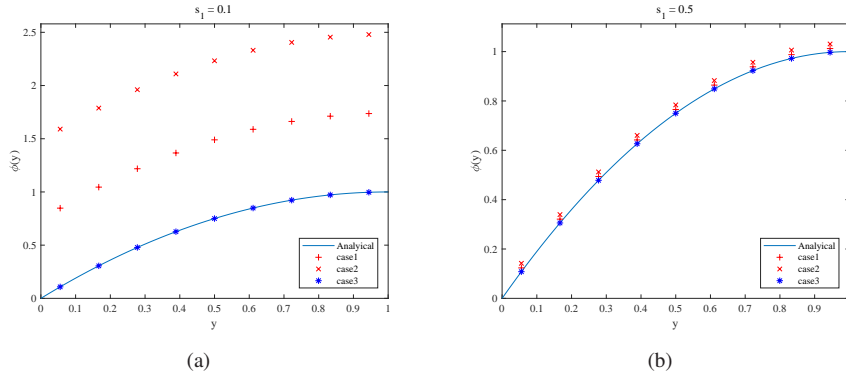 s1 = 0.1
2.5
2
1.5
1
0.5
0
ϕ(y)
0 0.1 0.2 0.3 0.4 0.5 0.6 0.7 0.8 0.9 1
y
Analyical
case1
case2
case3
(a)
s1 = 0.5
1
0.8
0.6
0.4
0.2
0
ϕ(y)
0.1 0.2 0.3 0.4 0.5 0.6 0.7 0.8 0.9
y
Analyical
case1
case2
case3
(b)